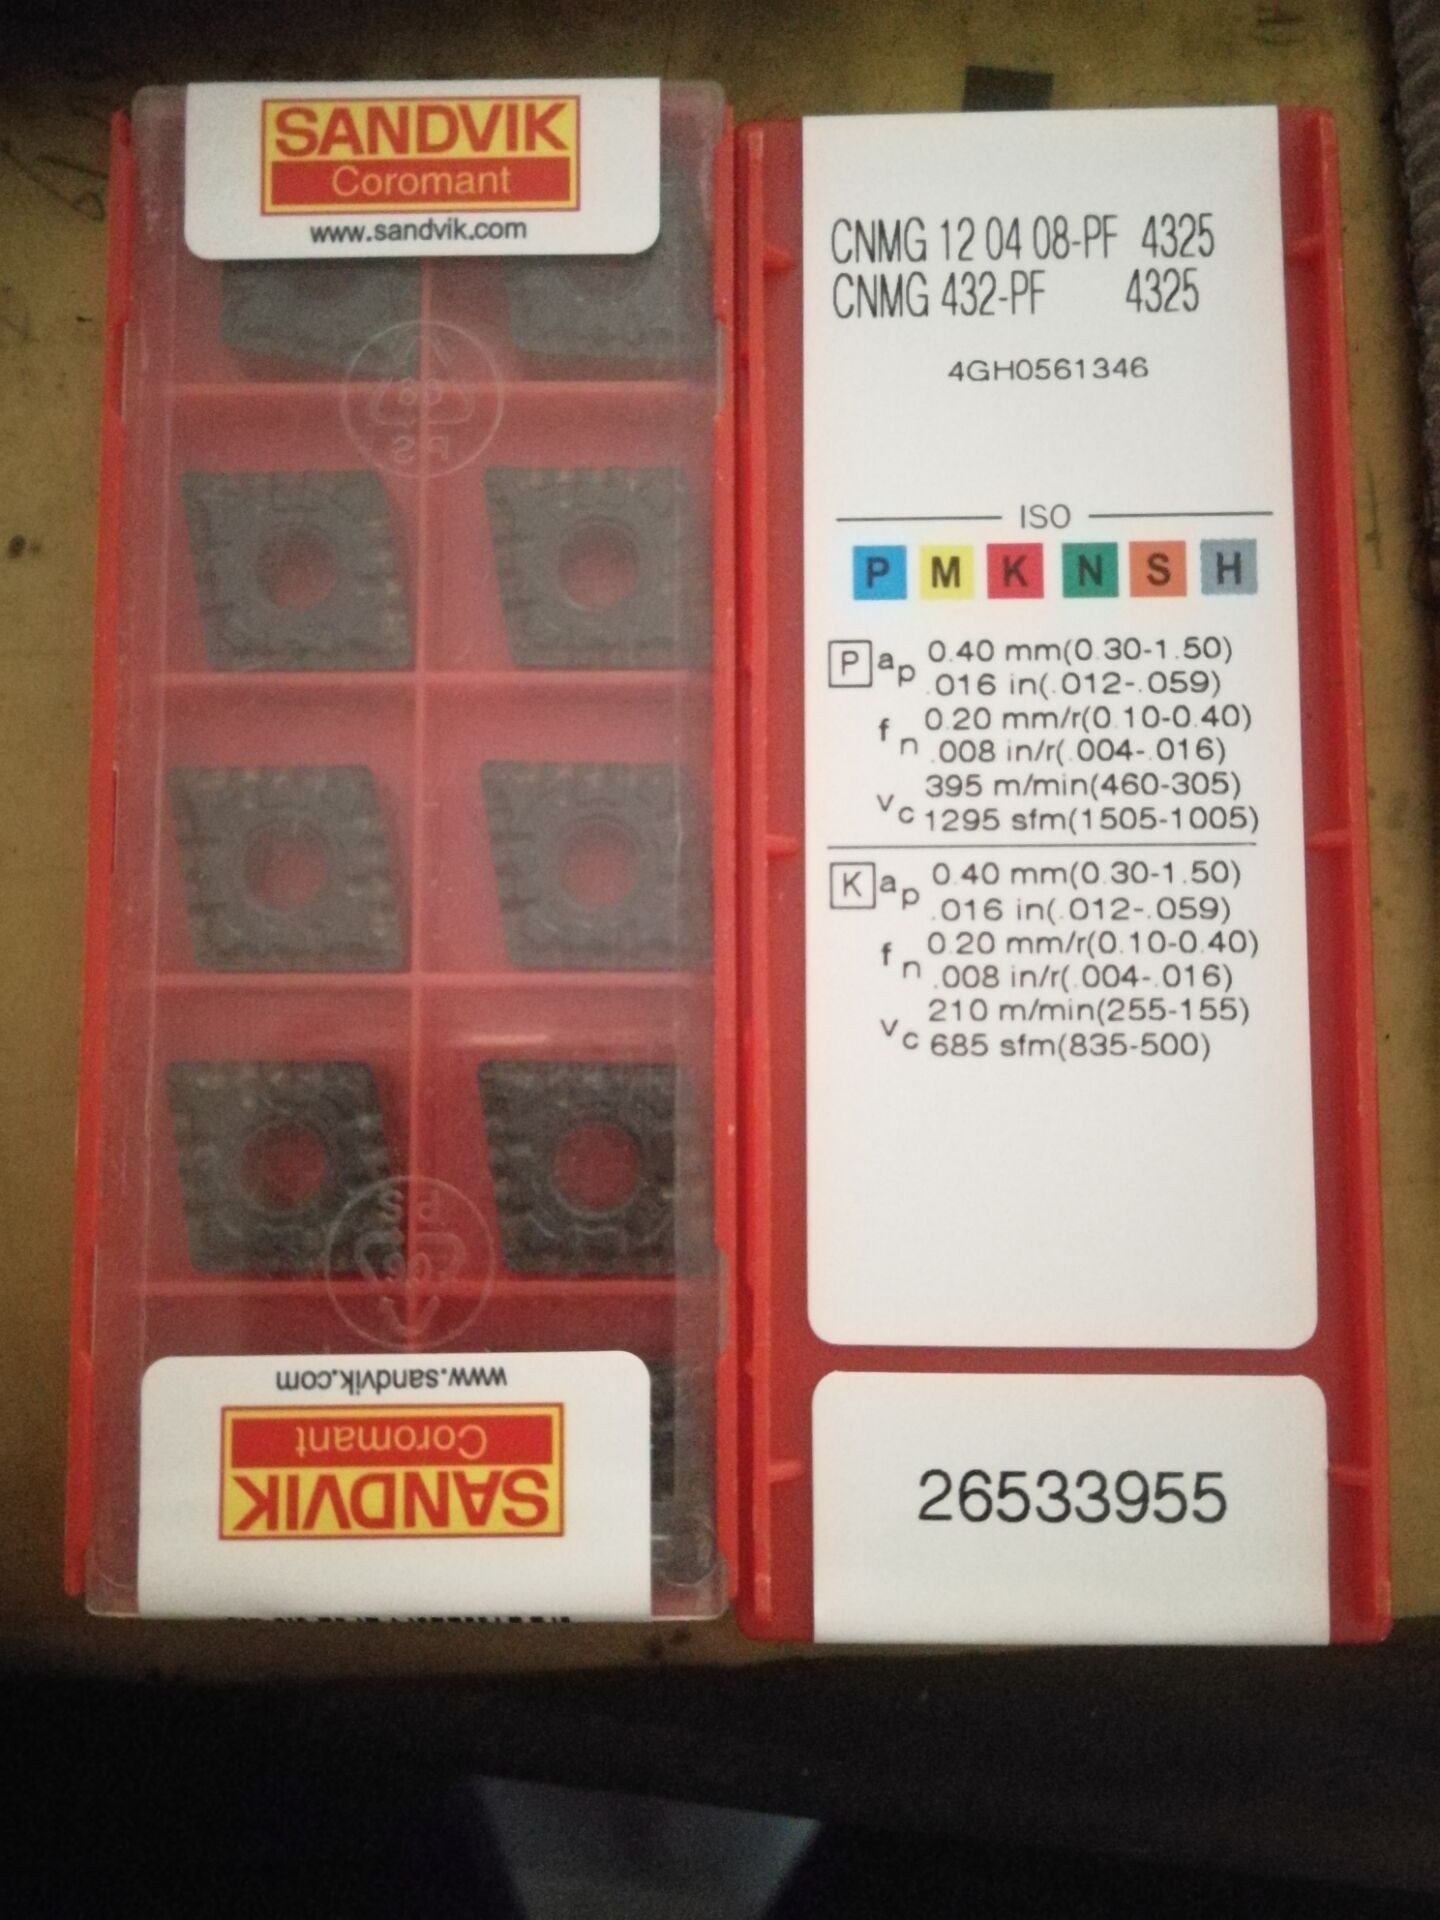 SANDVIK
Coromant
www.sandvik.com
PS
www.sandvik.com
Coromant
SANDVIK
CNMG 12 04 08-PF 4325
CNMG 432-PF 4325
4GH0561346
ISO
P M K N S H
P ap 0.40 mm(0.30-1.50)
.016 in(.012-.059)
fn 0.20 mm/r(0.10-0.40)
.008 in/r(.004-.016)
vc 395 m/min(460-305)
1295 sfm(1505-1005)
K ap 0.40 mm(0.30-1.50)
.016 in(.012-.059)
fn 0.20 mm/r(0.10-0.40)
.008 in/r(.004-.016)
vc 210 m/min(255-155)
685 sfm(835-500)
26533955